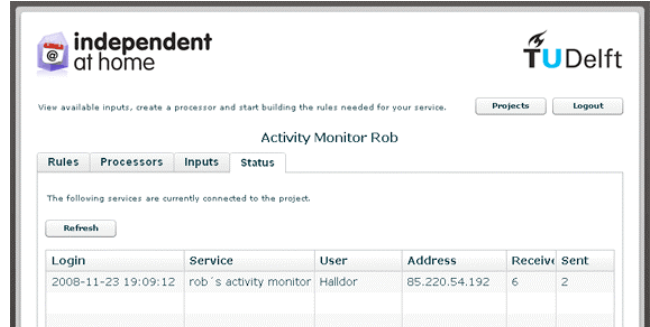 independent
at home
TUDelft
View available inputs, create a processor and start building the rules needed for your service.
Projects
Logout
Activity Monitor Rob
Rules
Processors
Inputs
Status
The following services are currently connected to the project.
Refresh
Login Service User Address Receive Sent
2008-11-23 19:09:12 rob`s activity monitor Halldor 85.220.54.192 6 2